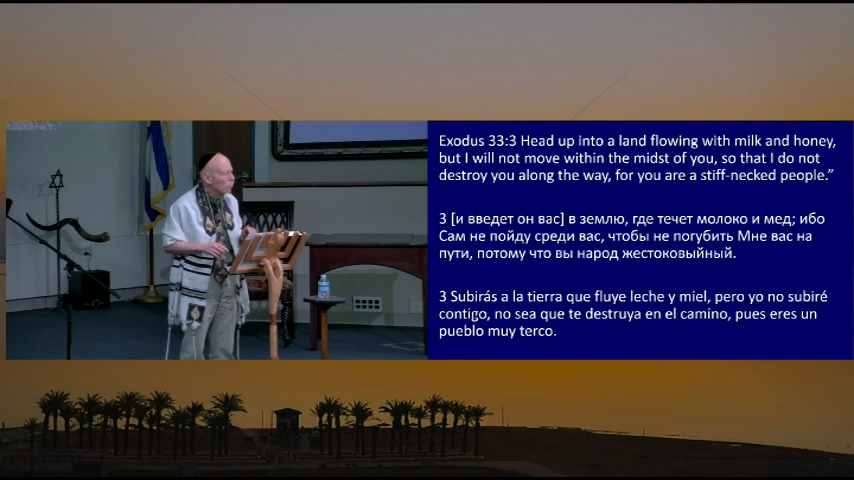 Exodus 33:3 Head up into a land flowing with milk and honey,
but I will not move within the midst of you, so that I do not
destroy you along the way, for you are a stiff-necked people.”
3 [и введет он вас] в землю, где течет молоко и мед; ибо
Сам не пойду среди вас, чтобы не погубить Мне вас на
пути, потому что вы народ жестоковыйный.
3 Subirás a la tierra que fluye leche y miel, pero yo no subiré
contigo, no sea que te destruya en el camino, pues eres un
pueblo muy terco.